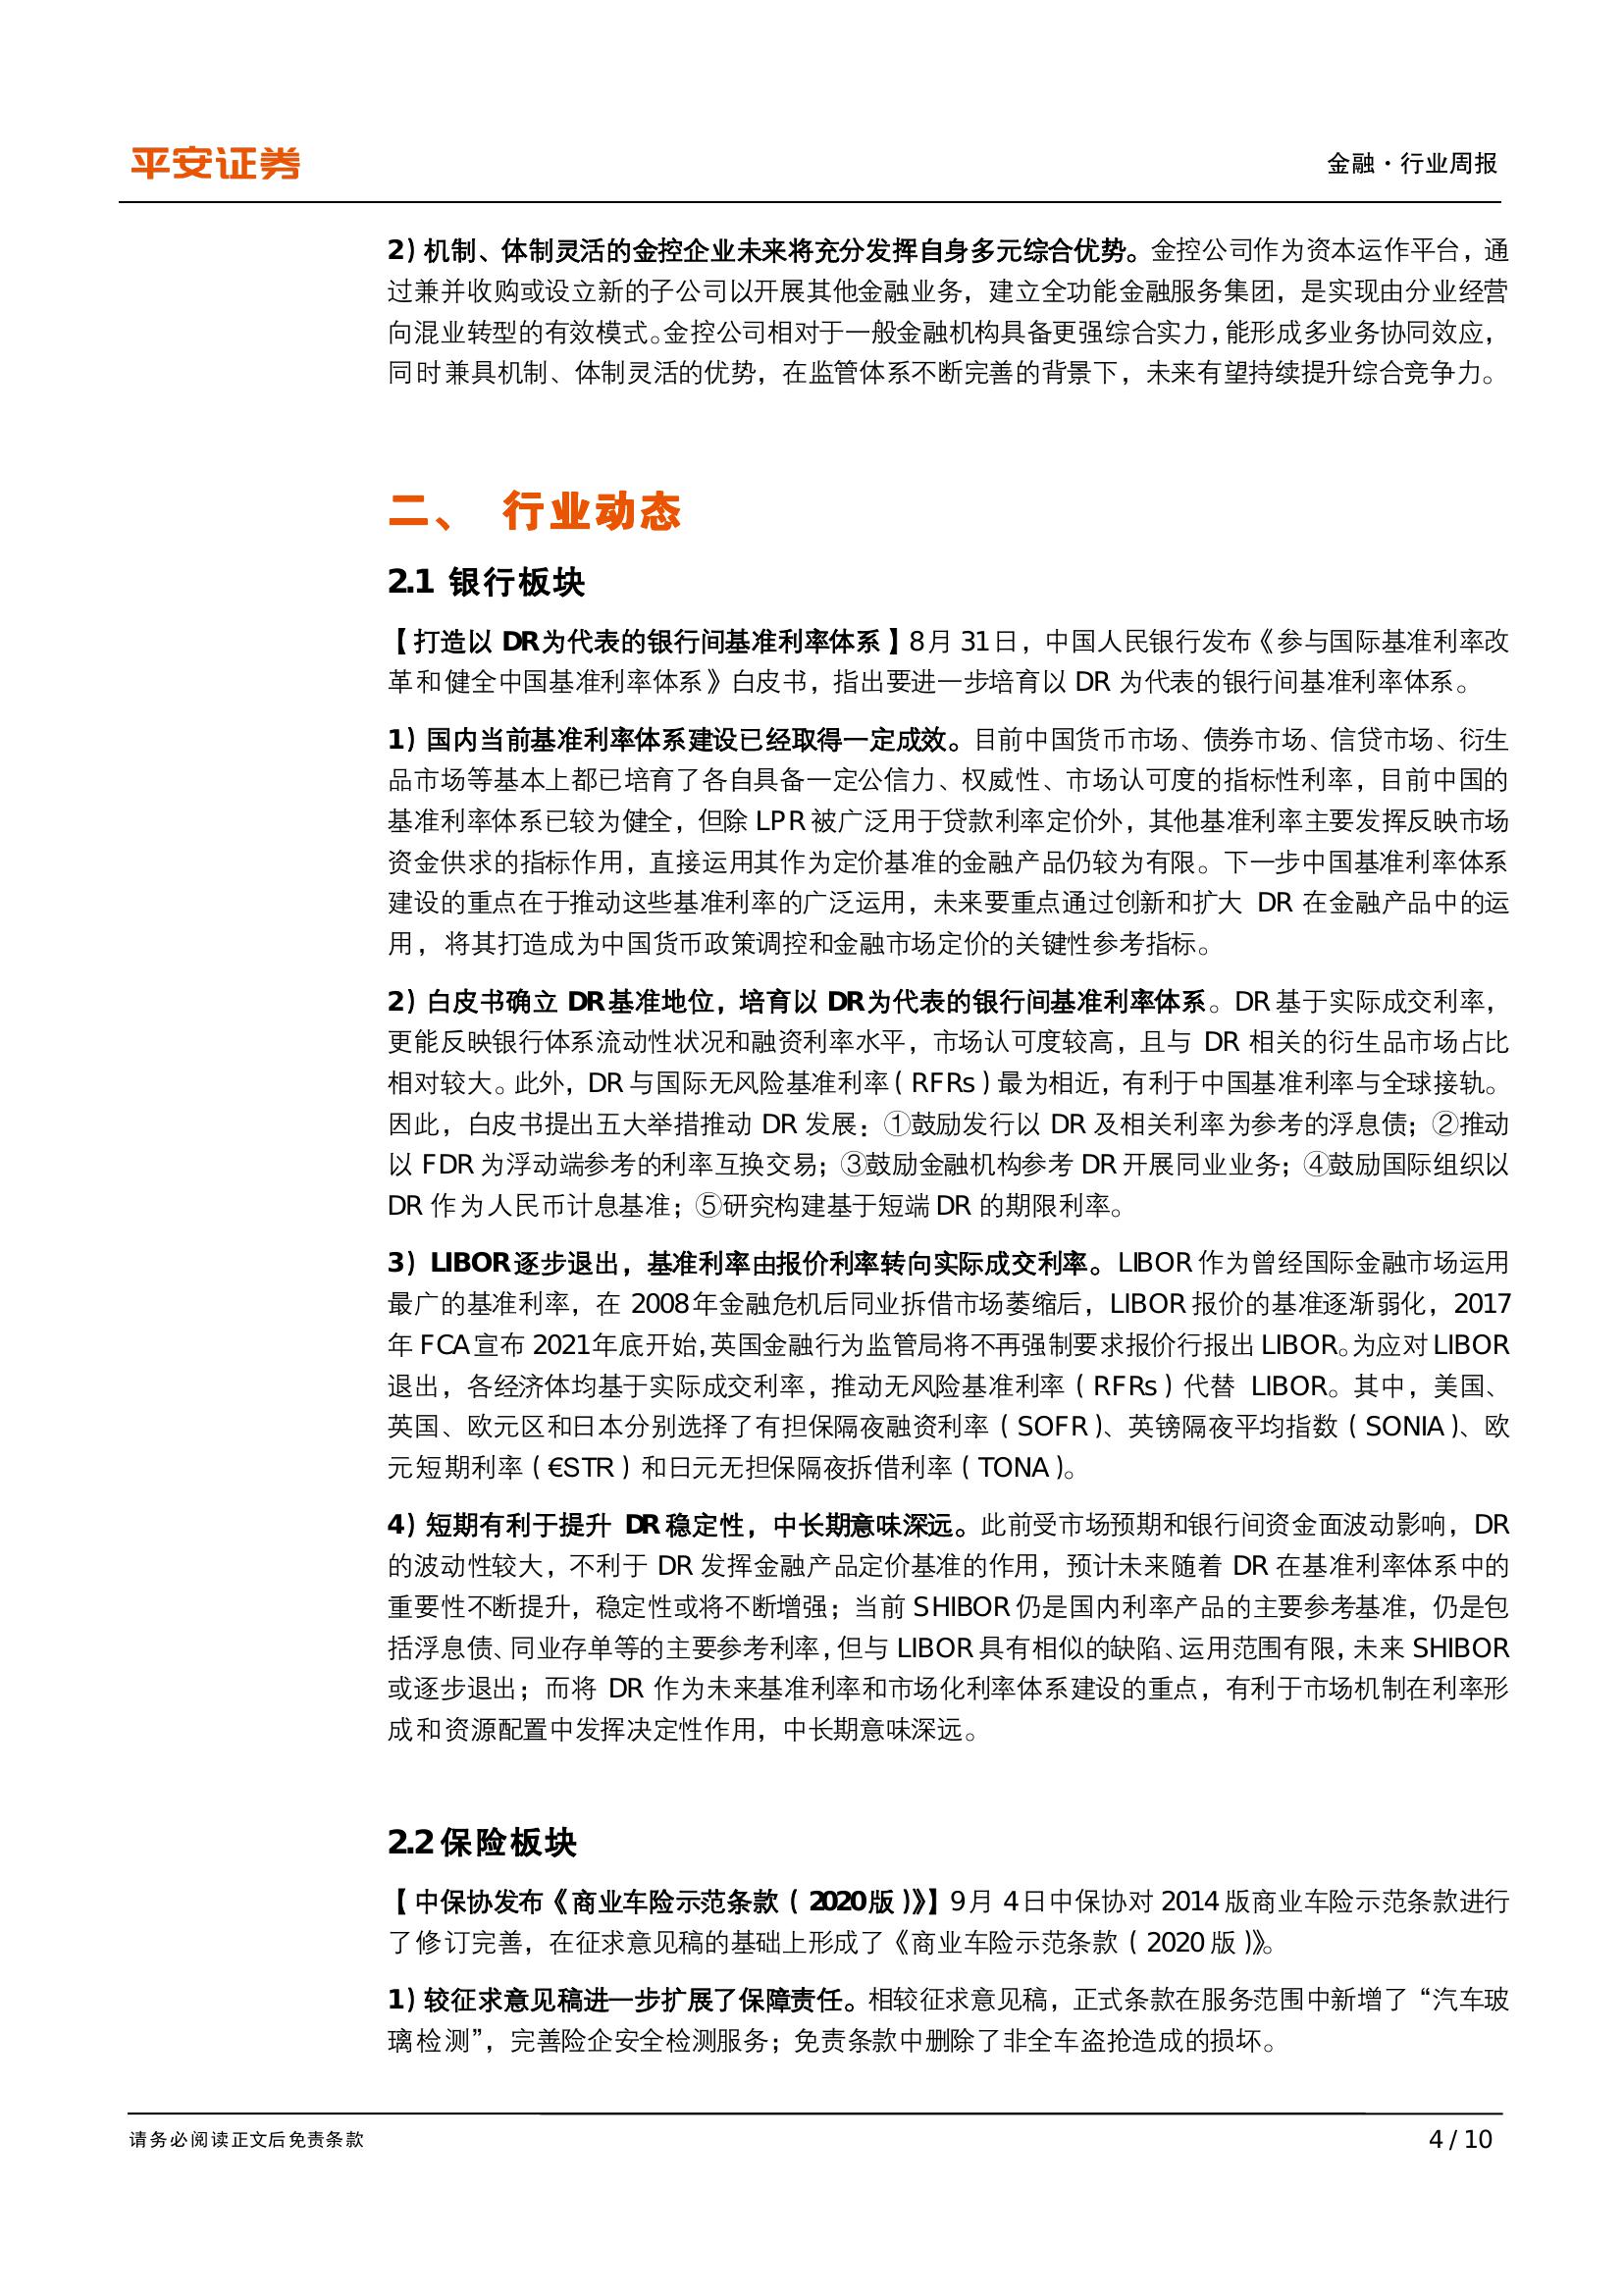 平安证券
金融·行业周报
2）机制、体制灵活的金控企业未来将充分发挥自身多元综合优势。金控公司作为资本运作平台，通
过兼并收购或设立新的子公司以开展其他金融业务，建立全功能金融服务集团，是实现由分业经营
向混业转型的有效模式。金控公司相对于一般金融机构具备更强综合实力，能形成多业务协同效应，
同时兼具机制、体制灵活的优势，在监管体系不断完善的背景下，未来有望持续提升综合竞争力。
二、 行业动态
2.1 银行板块
【打造以 DR 为代表的银行间基准利率体系】8 月 31 日，中国人民银行发布《参与国际基准利率改
革和健全中国基准利率体系》白皮书，指出要进一步培育以 DR 为代表的银行间基准利率体系。
1）国内当前基准利率体系建设已经取得一定成效。目前中国货币市场、债券市场、信贷市场、衍生
品市场等基本上都已培育了各自具备一定公信力、权威性、市场认可度的指标性利率，目前中国的
基准利率体系已较为健全，但除 LPR 被广泛用于贷款利率定价外，其他基准利率主要发挥反映市场
资金供求的指标作用，直接运用其作为定价基准的金融产品仍较为有限。下一步中国基准利率体系
建设的重点在于推动这些基准利率的广泛运用，未来要重点通过创新和扩大 DR 在金融产品中的运
用，将其打造成为中国货币政策调控和金融市场定价的关键性参考指标。
2）白皮书确立 DR 基准地位，培育以 DR 为代表的银行间基准利率体系。DR 基于实际成交利率，
更能反映银行体系流动性状况和融资利率水平，市场认可度较高，且与 DR 相关的衍生品市场占比
相对较大。此外，DR 与国际无风险基准利率（RFRs）最为相近，有利于中国基准利率与全球接轨。
因此，白皮书提出五大举措推动 DR 发展：①鼓励发行以 DR 及相关利率为参考的浮息债；②推动
以 FDR 为浮动端参考的利率互换交易；③鼓励金融机构参考 DR 开展同业业务；④鼓励国际组织以
DR 作为人民币计息基准；⑤研究构建基于短端 DR 的期限利率。
3）LIBOR 逐步退出，基准利率由报价利率转向实际成交利率。LIBOR 作为曾经国际金融市场运用
最广的基准利率，在 2008 年金融危机后同业拆借市场萎缩后，LIBOR 报价的基准逐渐弱化，2017
年 FCA 宣布 2021 年底开始，英国金融行为监管局将不再强制要求报价行报出 LIBOR。为应对 LIBOR
退出，各经济体均基于实际成交利率，推动无风险基准利率（RFRs）代替 LIBOR。其中，美国、
英国、欧元区和日本分别选择了有担保隔夜融资利率（SOFR）、英镑隔夜平均指数（SONIA）、欧
元短期利率（€STR）和日元无担保隔夜拆借利率（TONA）。
4）短期有利于提升 DR 稳定性，中长期意味深远。此前受市场预期和银行间资金面波动影响，DR
的波动性较大，不利于 DR 发挥金融产品定价基准的作用，预计未来随着 DR 在基准利率体系中的
重要性不断提升，稳定性或将不断增强；当前 SHIBOR 仍是国内利率产品的主要参考基准，仍是包
括浮息债、同业存单等的主要参考利率，但与 LIBOR 具有相似的缺陷、运用范围有限，未来 SHIBOR
或逐步退出；而将 DR 作为未来基准利率和市场化利率体系建设的重点，有利于市场机制在利率形
成和资源配置中发挥决定性作用，中长期意味深远。
2.2 保险板块
【中保协发布《商业车险示范条款（2020 版）》】9 月 4 日中保协对 2014 版商业车险示范条款进行
了修订完善，在征求意见稿的基础上形成了《商业车险示范条款（2020 版）》。
1）较征求意见稿进一步扩展了保障责任。相较征求意见稿，正式条款在服务范围中新增了“汽车玻
璃检测”，完善险企安全检测服务；免责条款中删除了非全车盗抢造成的损坏。
请务必阅读正文后免责条款
4 / 10